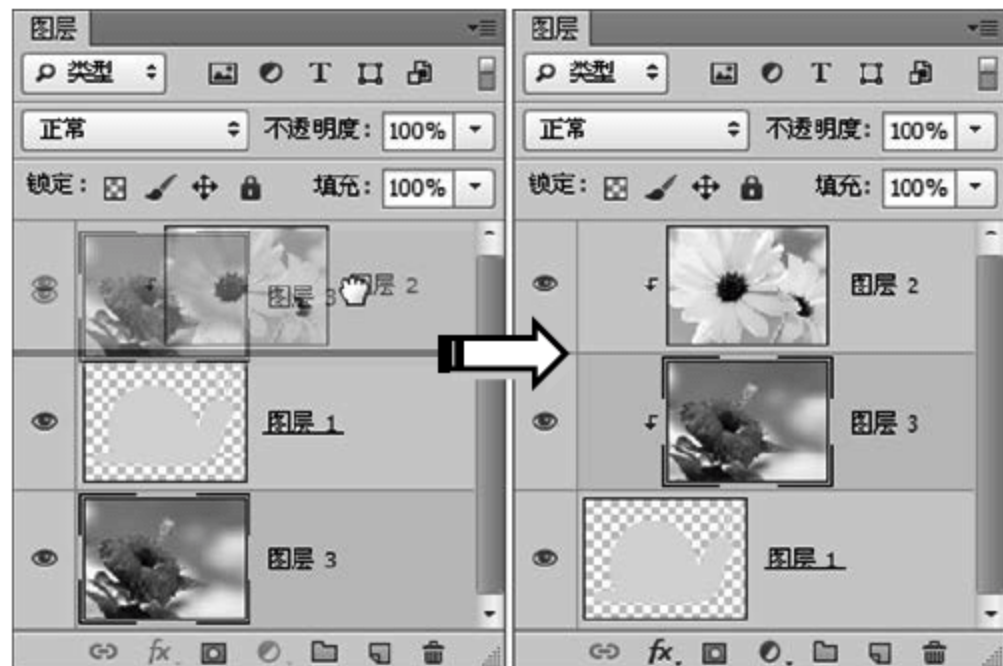 图层
类型
T
正常 不透明度： 100%
锁定： 填充： 100%
图层 3 图层 2
图层 1
图层 3
fx.
图层
类型
T
正常 不透明度： 100%
锁定： 填充： 100%
图层 2
图层 3
图层 1
fx.